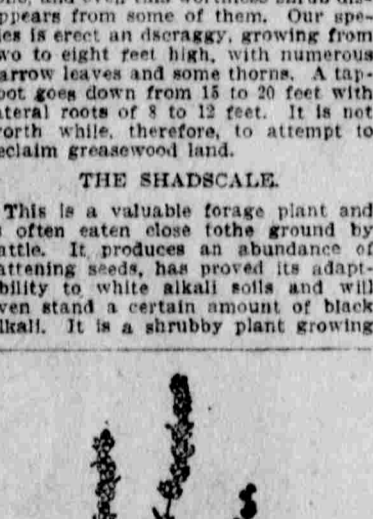 ppears from some of them. Our spe-
ies is erect an dscraggy, growing from
wo to eight feet high, with numerous
arrow leaves and some thorns. A tap-
oot goes down from 15 to 20 feet with
ateral roots of 8 to 12 feet. It is not
orth while, therefore, to attempt to
eclaim greasewood land.
THE SHADSCALE.
This is a valuable forage plant and
s often eaten close tothe ground by
attle. It produces an abundance of
attening seeds, has proved its adapt-
bility to white alkali soils and will
ven stand a certain amount of black
lkali. It is a shrubby plant growing